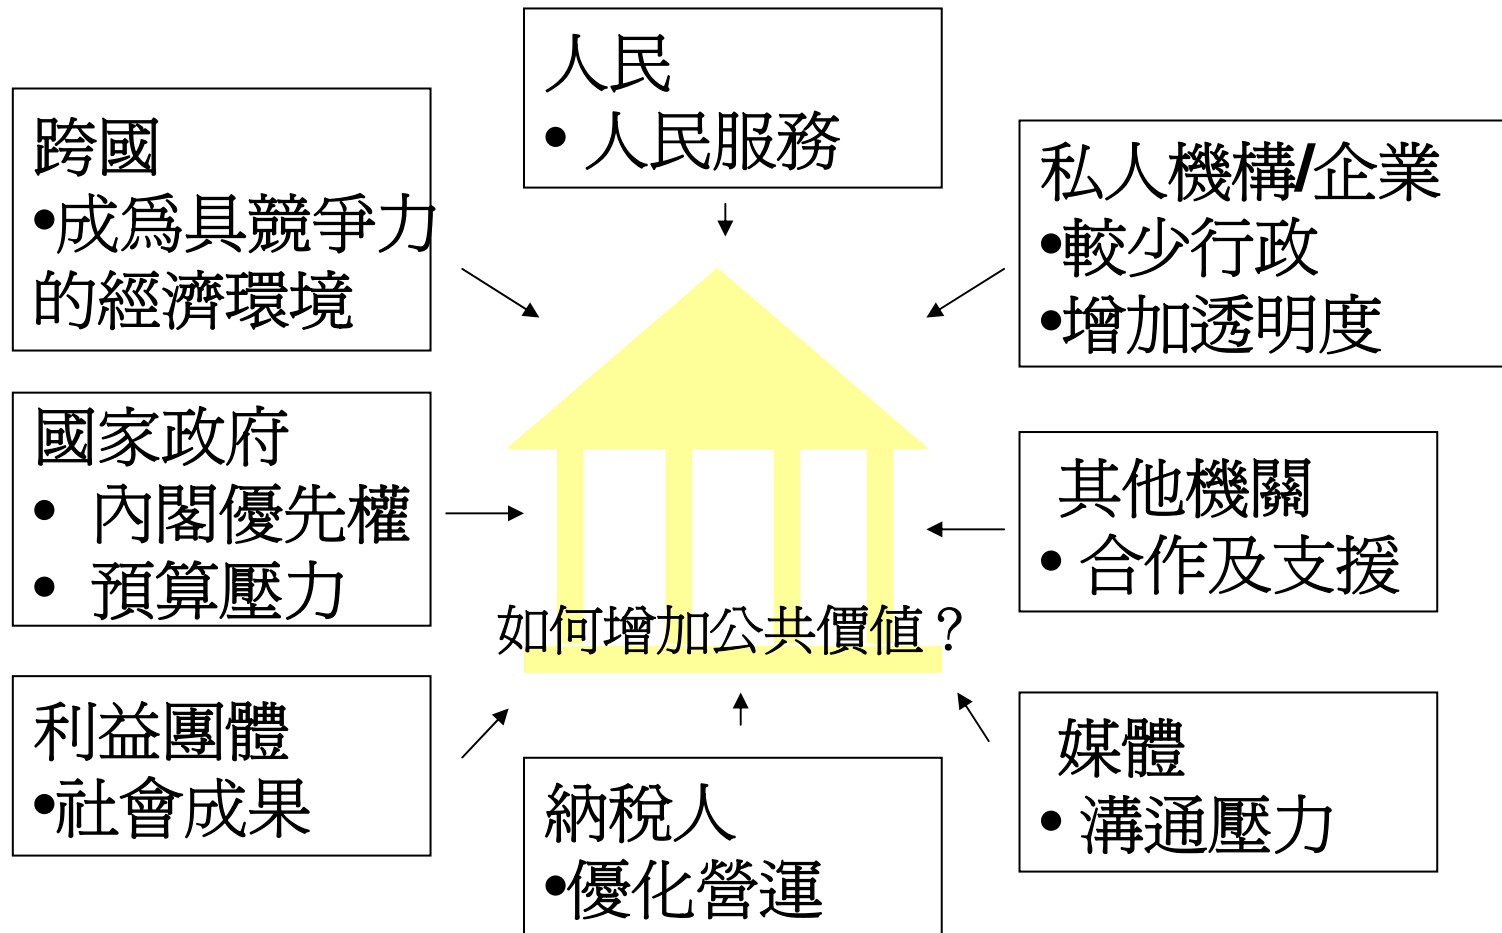 人民
• 人民服務
跨國
•成為具競爭力
的經濟環境
私人機構/企業
•較少行政
•增加透明度
國家政府
• 內閣優先權
• 預算壓力
其他機關
• 合作及支援
如何增加公共價值？
利益團體
•社會成果
媒體
• 溝通壓力
納稅人
•優化營運